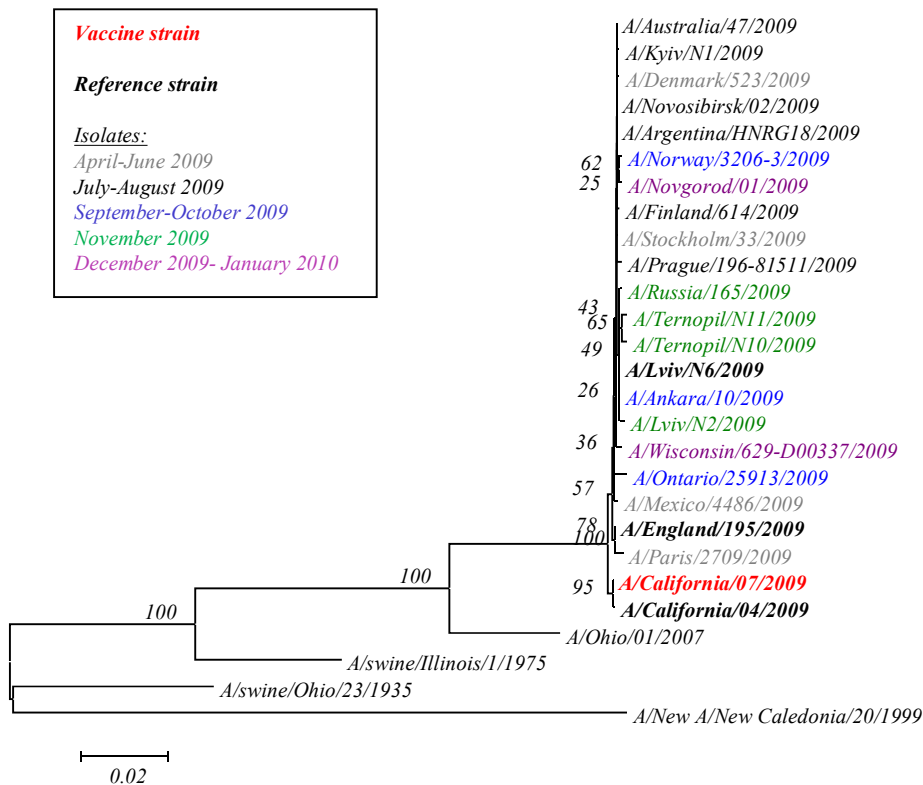 Vaccine strain
Reference strain
Isolates:
April-June 2009
July-August 2009
September-October 2009
November 2009
December 2009- January 2010
A/Australia/47/2009
A/Kyiv/N1/2009
A/Denmark/523/2009
A/Novosibirsk/02/2009
A/Argentina/HNRG18/2009
62
A/Norway/3206-3/2009
25
A/Novgorod/01/2009
A/Finland/614/2009
A/Stockholm/33/2009
A/Prague/196-81511/2009
A/Russia/165/2009
43
65
A/Ternopil/N11/2009
49
A/Ternopil/N10/2009
A/Lviv/N6/2009
26
A/Ankara/10/2009
A/Lviv/N2/2009
36
A/Wisconsin/629-D00337/2009
A/Ontario/25913/2009
57
A/Mexico/4486/2009
78
A/England/195/2009
100
A/Paris/2709/2009
100
95
A/California/07/2009
100
A/California/04/2009
A/Ohio/01/2007
A/swine/Illinois/1/1975
A/swine/Ohio/23/1935
A/New A/New Caledonia/20/1999
0.02